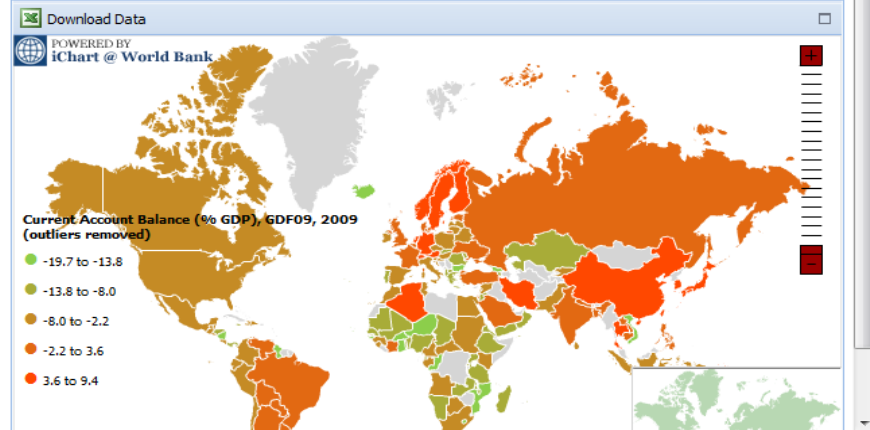 Download Data
POWERED BY
iChart @ World Bank
Current Account Balance (% GDP), GDF09, 2009
(outliers removed)
-19.7 to -13.8
-13.8 to -8.0
-8.0 to -2.2
-2.2 to 3.6
3.6 to 9.4